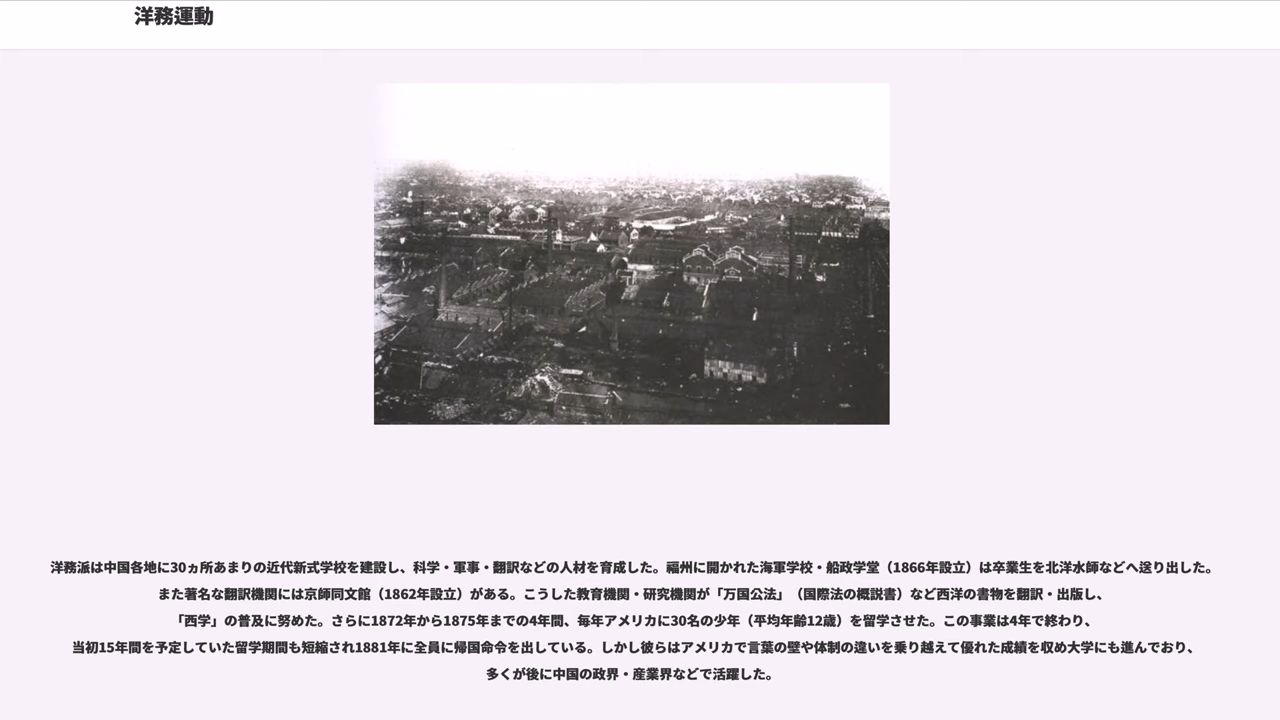 洋務運動
洋務派は中国各地に30ヵ所あまりの近代新式学校を建設し、科学・軍事・翻訳などの人材を育成した。福州に開かれた海軍学校・船政学堂（1866年設立）は卒業生を北洋水師などへ送り出した。
また著名な翻訳機関には京師同文館（1862年設立）がある。こうした教育機関・研究機関が「万国公法」（国際法の概説書）など西洋の書物を翻訳・出版し、
「西学」の普及に努めた。さらに1872年から1875年までの4年間、毎年アメリカに30名の少年（平均年齢12歳）を留学させた。この事業は4年で終わり、
当初15年間を予定していた留学期間も短縮され1881年に全員に帰国命令を出している。しかし彼らはアメリカで言葉の壁や体制の違いを乗り越えて優れた成績を収め大学にも進んでおり、
多くが後に中国の政界・産業界などで活躍した。